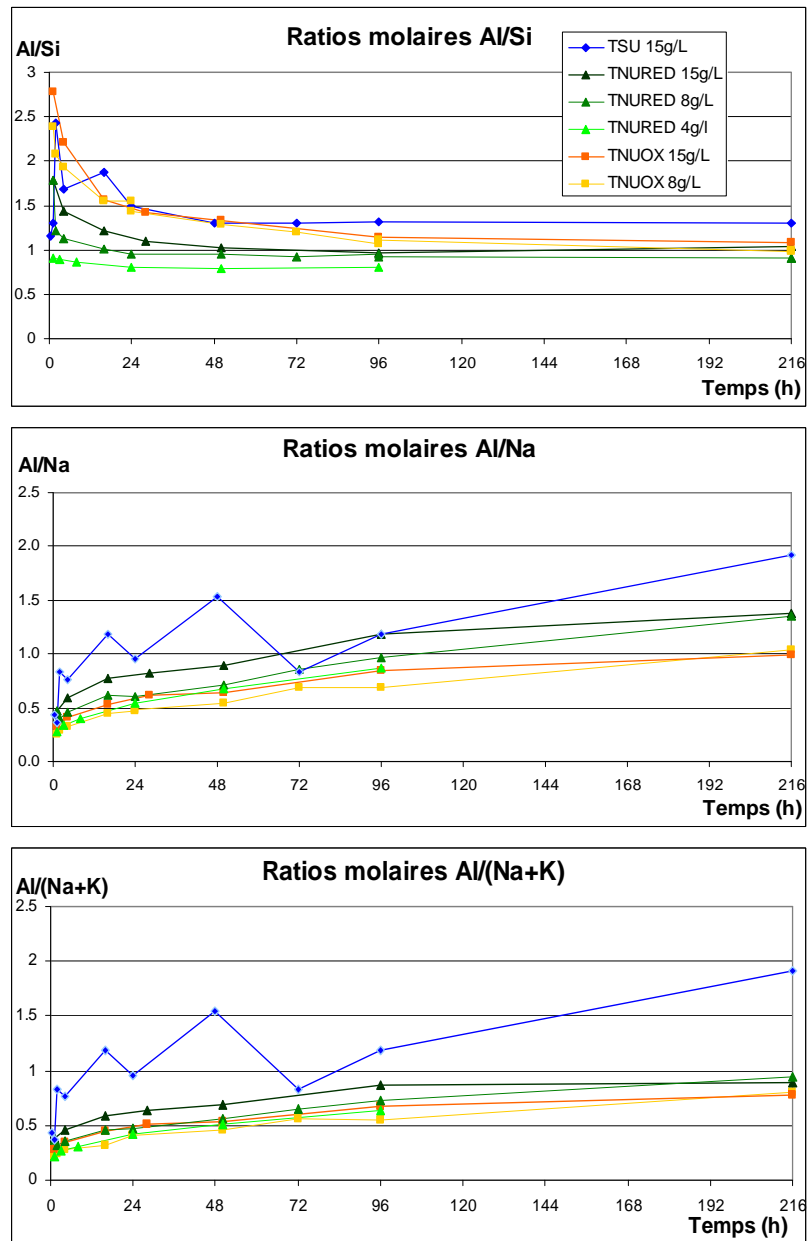 Ratios molaires Al/Si
Al/Si
TSU 15g/L
TNURED 15g/L
TNURED 8g/L
TNURED 4g/l
TNUOX 15g/L
TNUOX 8g/L
3
2.5
2
1.5
1
0.5
0
0 24 48 72 96 120 144 168 192 216
Temps (h)
Ratios molaires Al/Na
Al/Na
2.5
2.0
1.5
1.0
0.5
0.0
0 24 48 72 96 120 144 168 192 216
Temps (h)
Ratios molaires Al/(Na+K)
Al/(Na+K)
2.5
2
1.5
1
0.5
0
0 24 48 72 96 120 144 168 192 216
Temps (h)